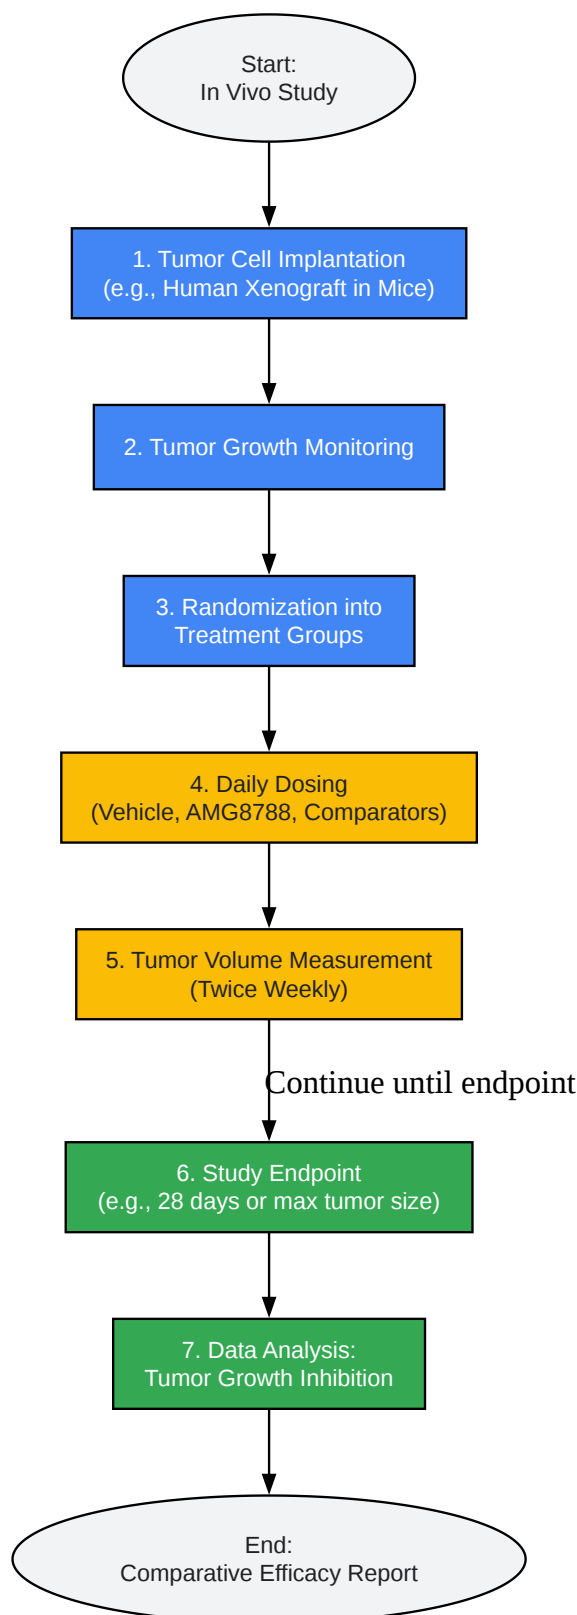 Start:
In Vivo Study
1. Tumor Cell Implantation
(e.g., Human Xenograft in Mice)
2. Tumor Growth Monitoring
3. Randomization into
Treatment Groups
4. Daily Dosing
(Vehicle, AMG8788, Comparators)
5. Tumor Volume Measurement
(Twice Weekly)
Continue until endpoint
6. Study Endpoint
(e.g., 28 days or max tumor size)
7. Data Analysis:
Tumor Growth Inhibition
End:
Comparative Efficacy Report